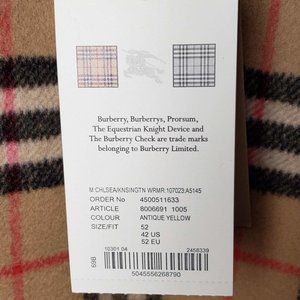 Burberry, Burberrys, Prorsum,
The Equestrian Knight Device and
The Burberry Check are trade marks
belonging to Burberry Limited.
M:CHLSEA/KNSINGTN WRMR:107023:A5145
ORDER No 4500511633
ARTICLE 8006691 1005
COLOUR ANTIQUE YELLOW
SIZE/FIT 52
42 US
52 EU
69B
10301 04 2458339
5045556268790